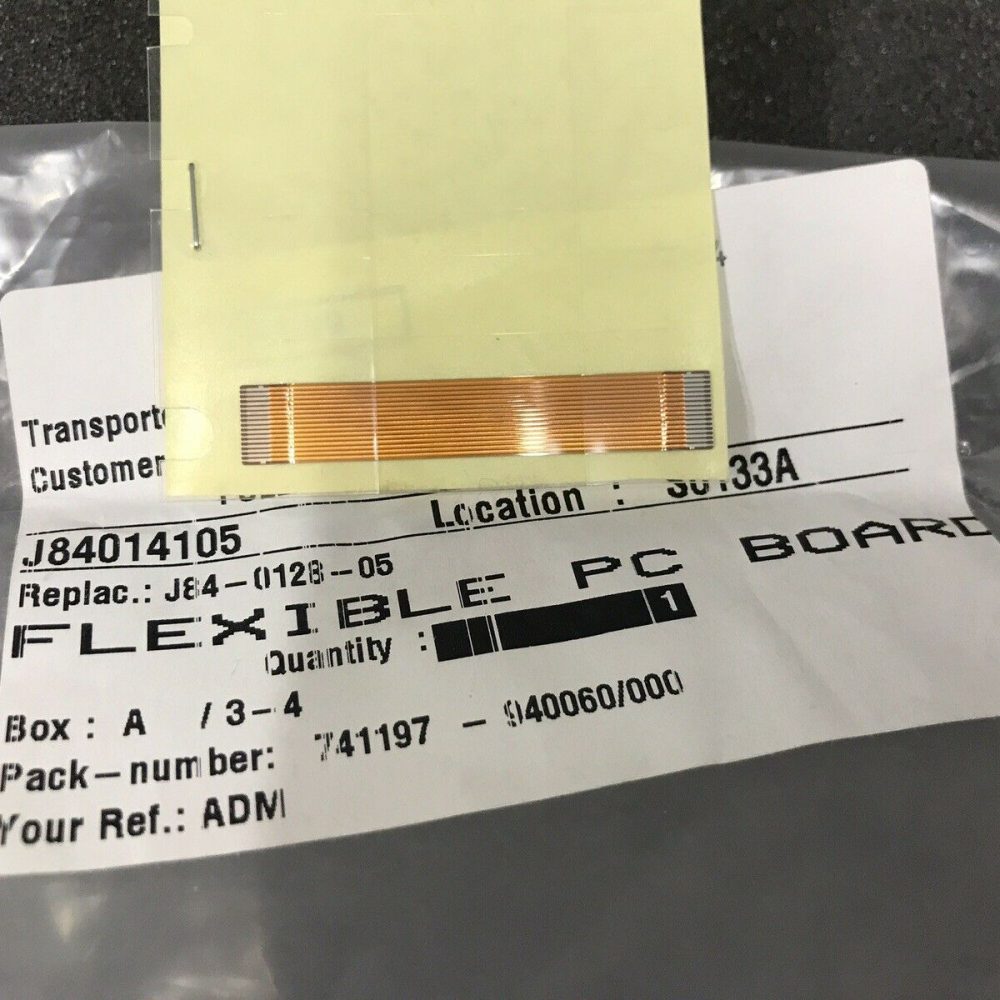 Transporte
Customer
Location : S0133A
J84014105
Replac.: J84-0128-05
FLEXIBLE PC BOARD
Quantity : 1
Box : A / 3-4
Pack-number: 741197 - 940060/000
Your Ref.: ADM